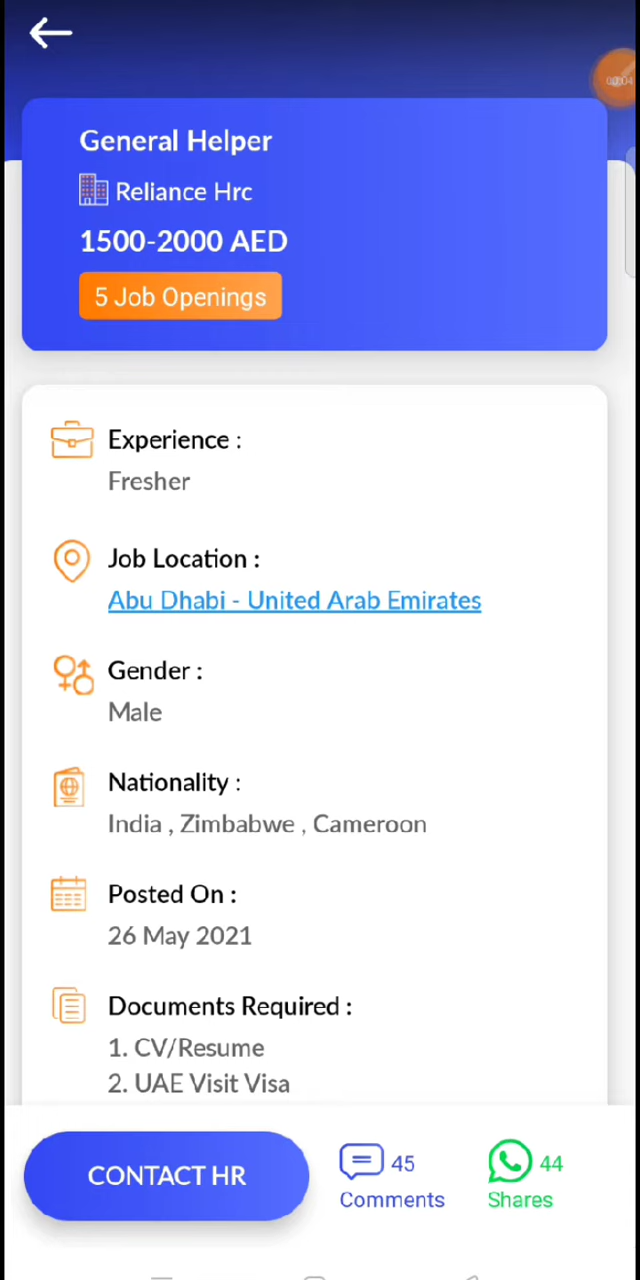 00:04
General Helper
Reliance Hrc
1500-2000 AED
5 Job Openings
Experience :
Fresher
Job Location :
Abu Dhabi - United Arab Emirates
Gender :
Male
Nationality :
India , Zimbabwe , Cameroon
Posted On :
26 May 2021
Documents Required :
1. CV/Resume
2. UAE Visit Visa
CONTACT HR
45
Comments
44
Shares